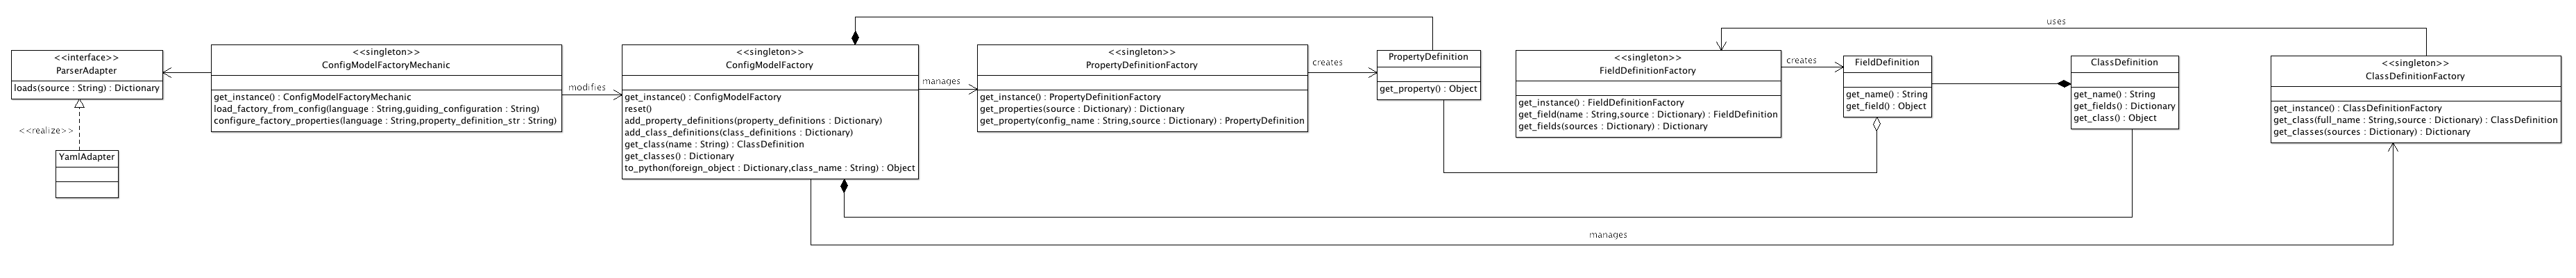 <<interface>>
ParserAdapter
loads(source : String) : Dictionary
<<realize>>
YamlAdapter
<<singleton>>
ConfigModelFactoryMechanic
get_instance() : ConfigModelFactoryMechanic
load_factory_from_config(language : String,guiding_configuration : String)
configure_factory_properties(language : String,property_definition_str : String)
modifies
<<singleton>>
ConfigModelFactory
get_instance() : ConfigModelFactory
reset()
add_property_definitions(property_definitions : Dictionary)
add_class_definitions(class_definitions : Dictionary)
get_class(name : String) : ClassDefinition
get_classes() : Dictionary
to_python(foreign_object : Dictionary,class_name : String) : Object
manages
<<singleton>>
PropertyDefinitionFactory
get_instance() : PropertyDefinitionFactory
get_properties(source : Dictionary) : Dictionary
get_property(config_name : String,source : Dictionary) : PropertyDefinition
creates
PropertyDefinition
get_property() : Object
<<singleton>>
FieldDefinitionFactory
get_instance() : FieldDefinitionFactory
get_field(name : String,source : Dictionary) : FieldDefinition
get_fields(sources : Dictionary) : Dictionary
creates
FieldDefinition
get_name() : String
get_field() : Object
ClassDefinition
get_name() : String
get_fields() : Dictionary
get_class() : Object
uses
<<singleton>>
ClassDefinitionFactory
get_instance() : ClassDefinitionFactory
get_class(full_name : String,source : Dictionary) : ClassDefinition
get_classes(sources : Dictionary) : Dictionary
manages